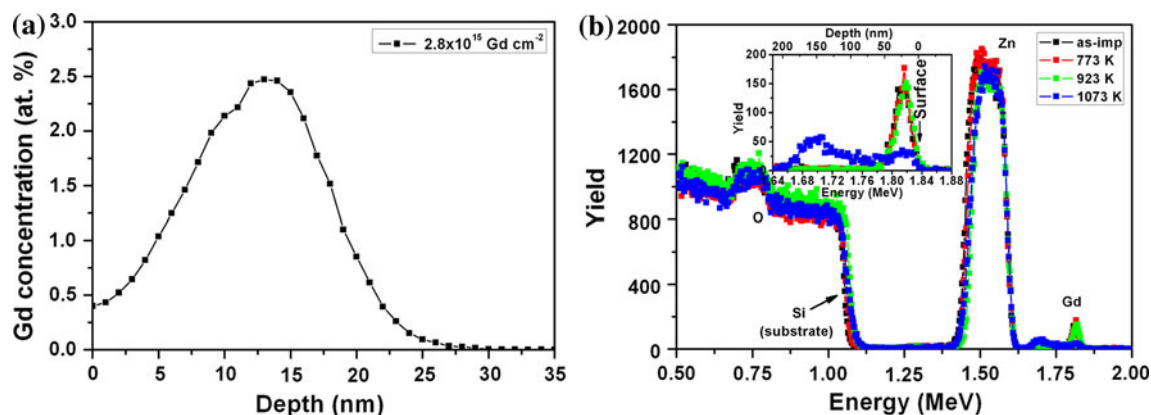 (a)
3.0
2.5
2.0
1.5
1.0
0.5
0.0
Gd concentration (at. %)
2.8x10¹⁵ Gd cm⁻²
0 5 10 15 20 25 30 35
Depth (nm)
(b)
2000
1600
1200
800
400
0
Yield
Depth (nm)
200 150 100 50 0
200
150
100
50
0
Yield
Surface
1.64 1.68 1.72 1.76 1.80 1.84 1.88
Energy (MeV)
Zn
as-imp
773 K
923 K
1073 K
O
Si
(substrate)
Gd
0.50 0.75 1.00 1.25 1.50 1.75 2.00
Energy (MeV)